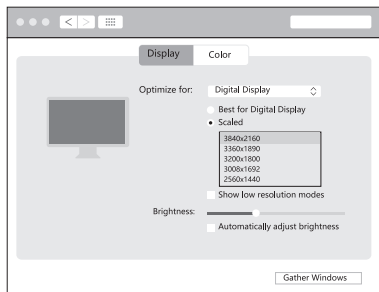 Display
Color
Optimize for:
Digital Display
Best for Digital Display
Scaled
3840x2160
3360x1890
3200x1800
3008x1692
2560x1440
Show low resolution modes
Brightness:
Automatically adjust brightness
Gather Windows